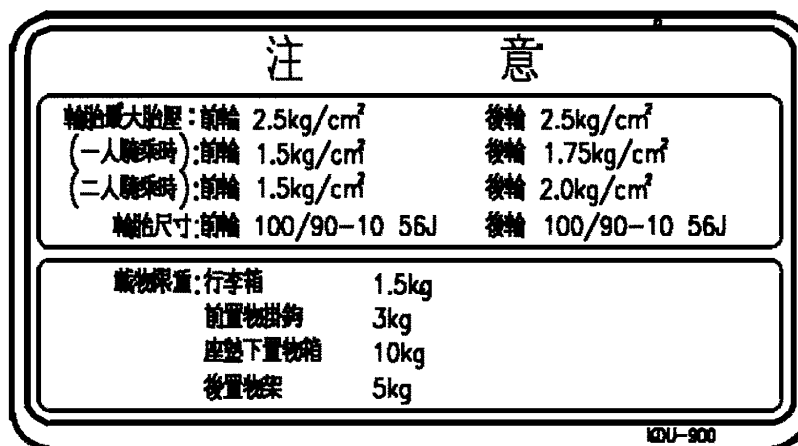 注 意
輪胎最大胎壓:前輪 2.5kg/cm² 後輪 2.5kg/cm²
(一人騎乘時):前輪 1.5kg/cm² 後輪 1.75kg/cm²
(二人騎乘時):前輪 1.5kg/cm² 後輪 2.0kg/cm²
輪胎尺寸:前輪 100/90-10 56J 後輪 100/90-10 56J
載物限重:行李箱 1.5kg
前置物掛鉤 3kg
座墊下置物箱 10kg
後置物架 5kg
KDU-900